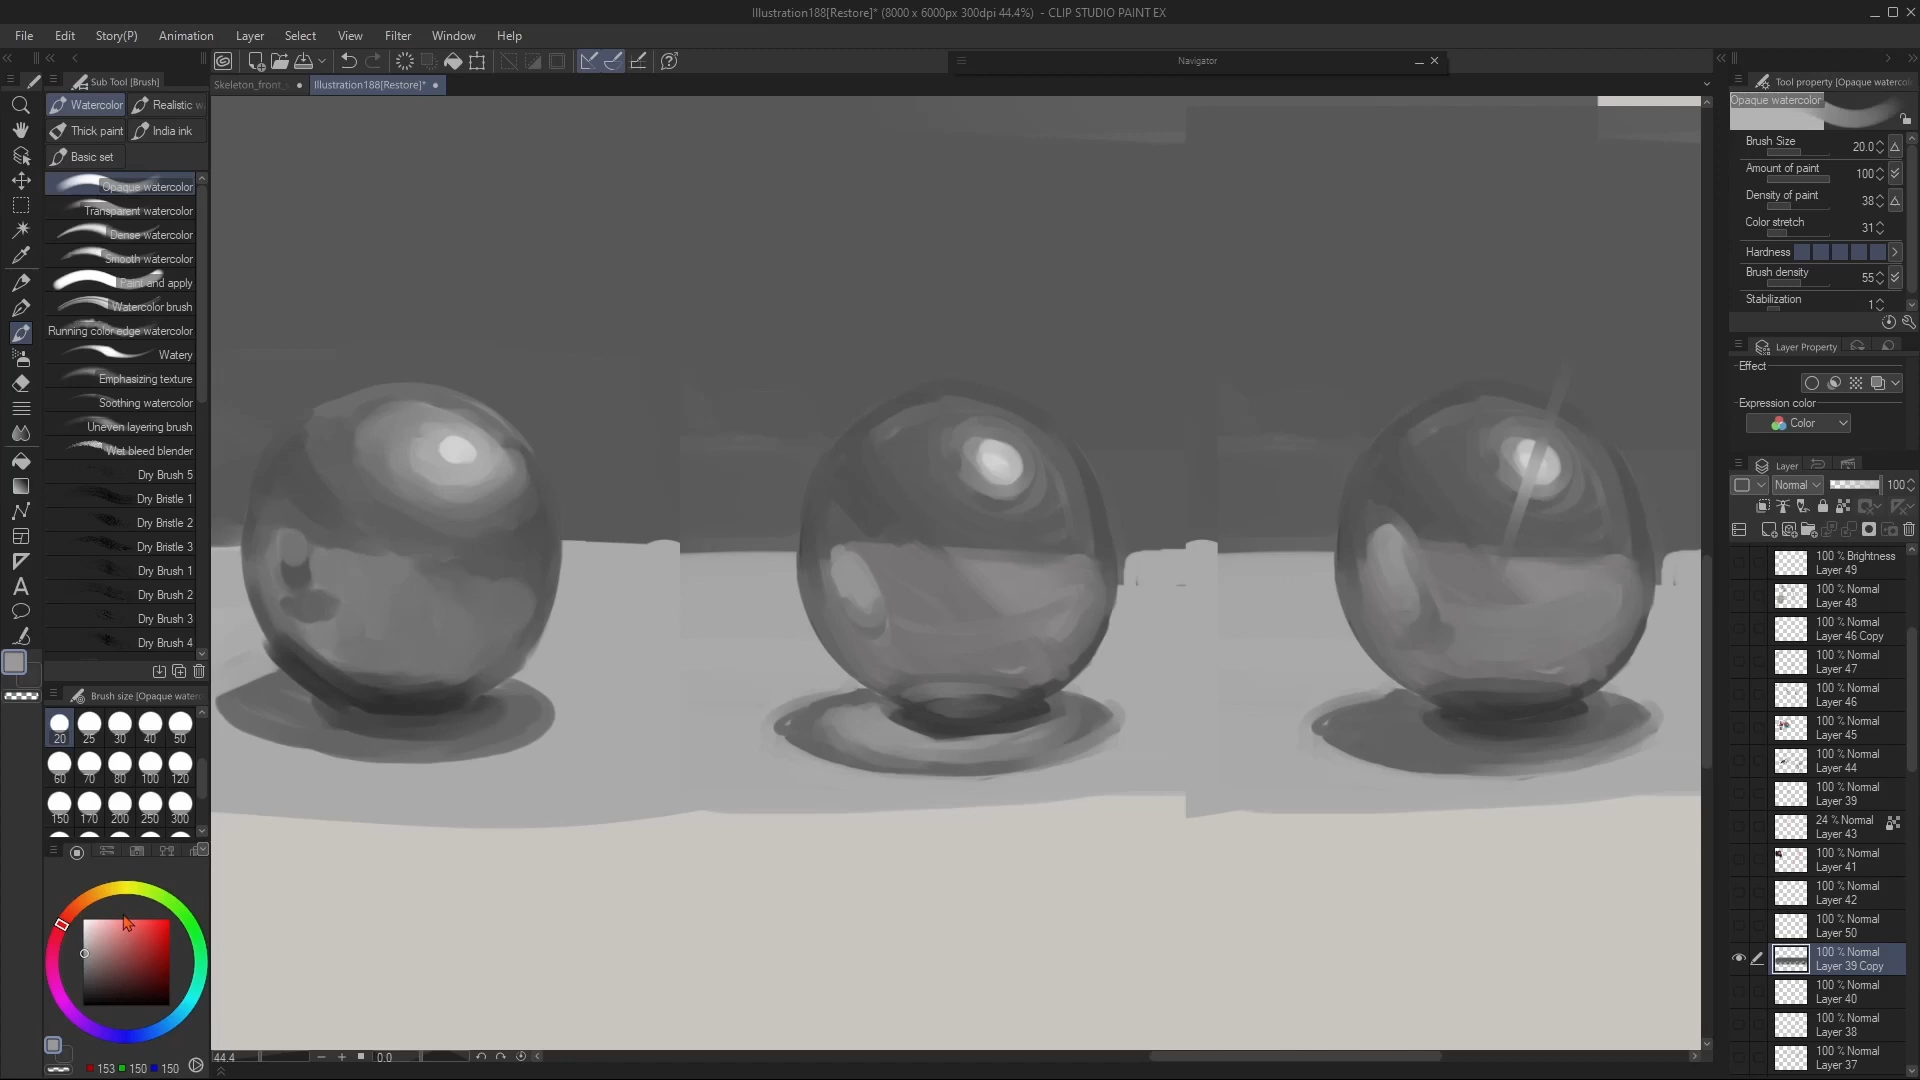 Illustration188[Restore]* (8000 x 6000px 300dpi 44.4%) - CLIP STUDIO PAINT EX
File Edit Story(P) Animation Layer Select View Filter Window Help
Navigator
Sub Tool [Brush]
Skeleton_front_
Illustration188[Restore]*
Watercolor
Realistic w
Thick paint
India ink
Basic set
Opaque watercolor
Transparent watercolor
Dense watercolor
Smooth watercolor
Paint and apply
Watercolor brush
Running color edge watercolor
Watery
Emphasizing texture
Soothing watercolor
Uneven layering brush
Wet bleed blender
Dry Brush 5
Dry Bristle 1
Dry Bristle 2
Dry Bristle 3
Dry Brush 1
Dry Brush 2
Dry Brush 3
Dry Brush 4
Brush size [Opaque waterc
20 25 30 40 50
60 70 80 100 120
150 170 200 250 300
153 150 150
44.4
0.0
Tool property [Opaque watercol
Opaque watercolor
Brush Size 20.0
Amount of paint 100
Density of paint 38
Color stretch 31
Hardness
Brush density 55
Stabilization 1
Layer Property
Effect
Expression color
Color
Layer
Normal 100
100 % Brightness
Layer 49
100 % Normal
Layer 48
100 % Normal
Layer 46 Copy
100 % Normal
Layer 47
100 % Normal
Layer 46
100 % Normal
Layer 45
100 % Normal
Layer 44
100 % Normal
Layer 39
24 % Normal
Layer 43
100 % Normal
Layer 41
100 % Normal
Layer 42
100 % Normal
Layer 50
100 % Normal
Layer 39 Copy
100 % Normal
Layer 40
100 % Normal
Layer 38
100 % Normal
Layer 37